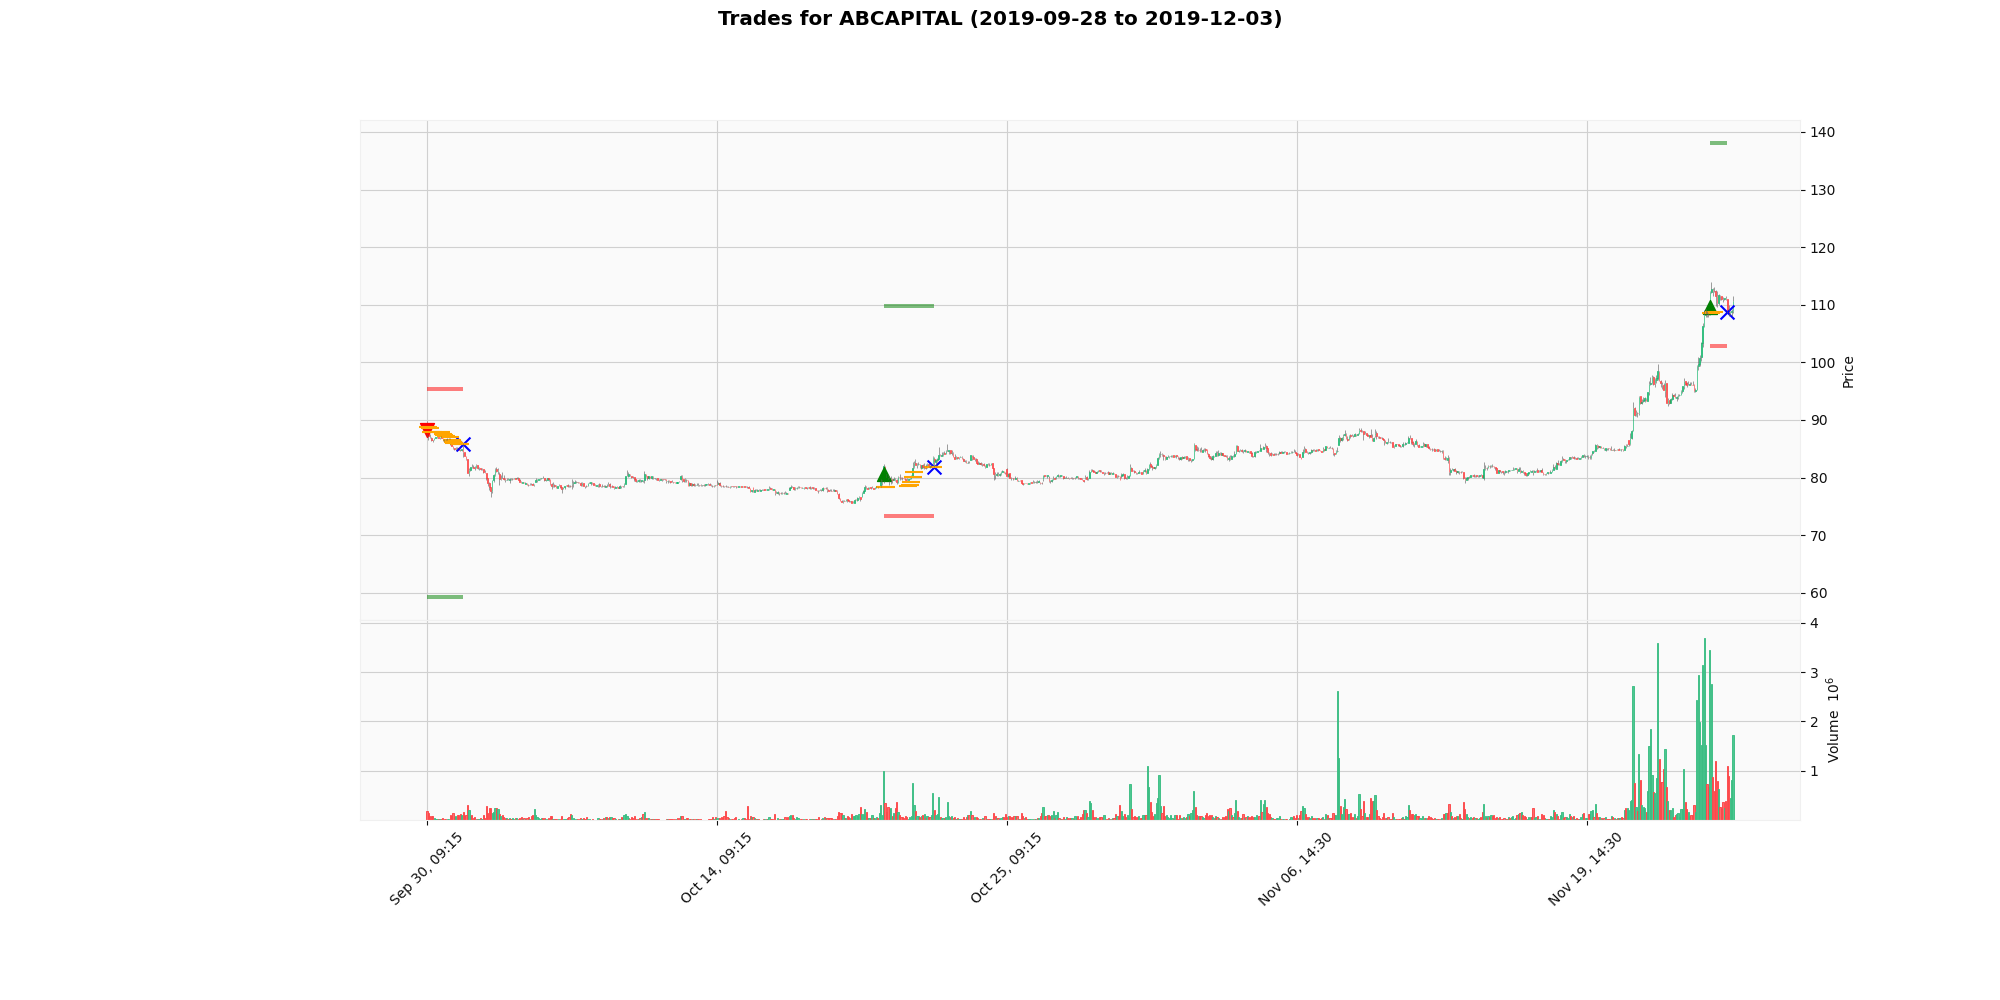 Trades for ABCAPITAL (2019-09-28 to 2019-12-03)
140
130
120
110
100
90
80
70
60
Price
4
3
2
1
Volume 10⁶
Sep 30, 09:15
Oct 14, 09:15
Oct 25, 09:15
Nov 06, 14:30
Nov 19, 14:30